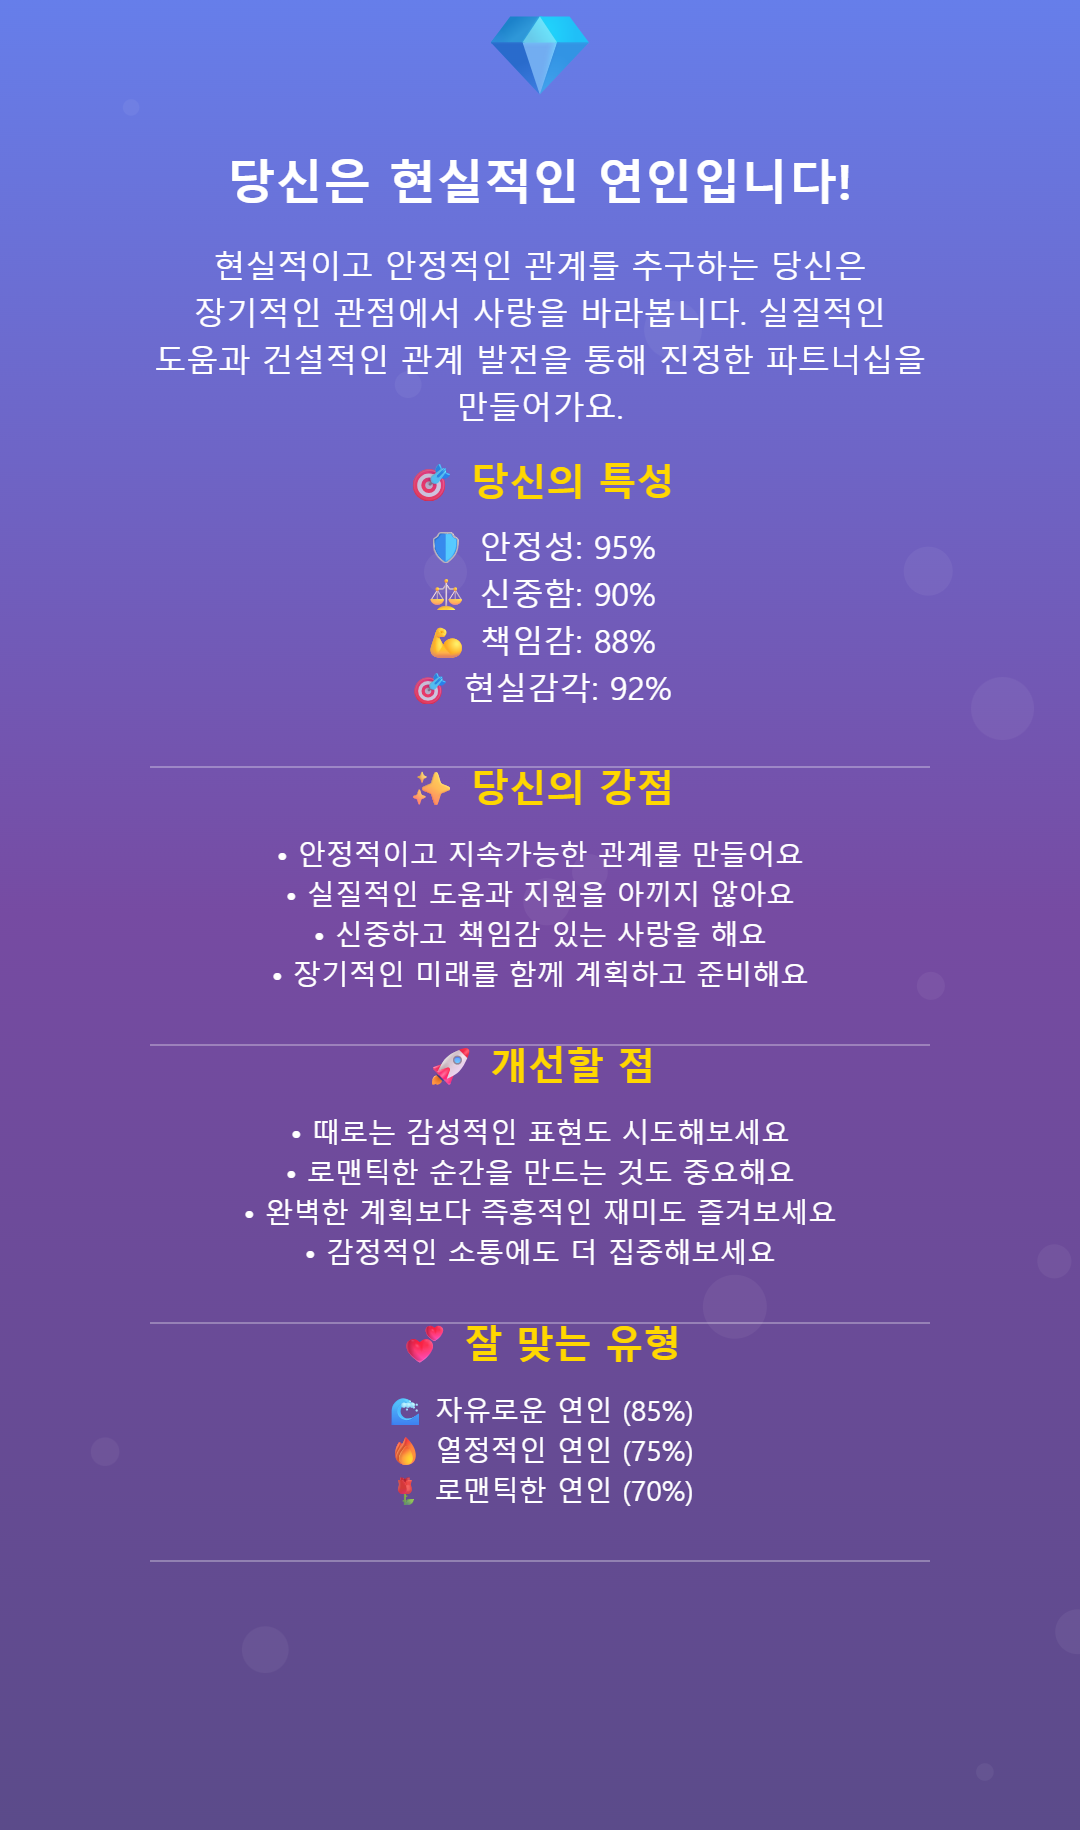 당신은 현실적인 연인입니다!
현실적이고 안정적인 관계를 추구하는 당신은
장기적인 관점에서 사랑을 바라봅니다. 실질적인
도움과 건설적인 관계 발전을 통해 진정한 파트너십을
만들어가요.
🎯 당신의 특성
🛡️ 안정성: 95%
⚖️ 신중함: 90%
💪 책임감: 88%
🎯 현실감각: 92%
✨ 당신의 강점
• 안정적이고 지속가능한 관계를 만들어요
• 실질적인 도움과 지원을 아끼지 않아요
• 신중하고 책임감 있는 사랑을 해요
• 장기적인 미래를 함께 계획하고 준비해요
🚀 개선할 점
• 때로는 감성적인 표현도 시도해보세요
• 로맨틱한 순간을 만드는 것도 중요해요
• 완벽한 계획보다 즉흥적인 재미도 즐겨보세요
• 감정적인 소통에도 더 집중해보세요
💕 잘 맞는 유형
🌊 자유로운 연인 (85%)
🔥 열정적인 연인 (75%)
🌹 로맨틱한 연인 (70%)